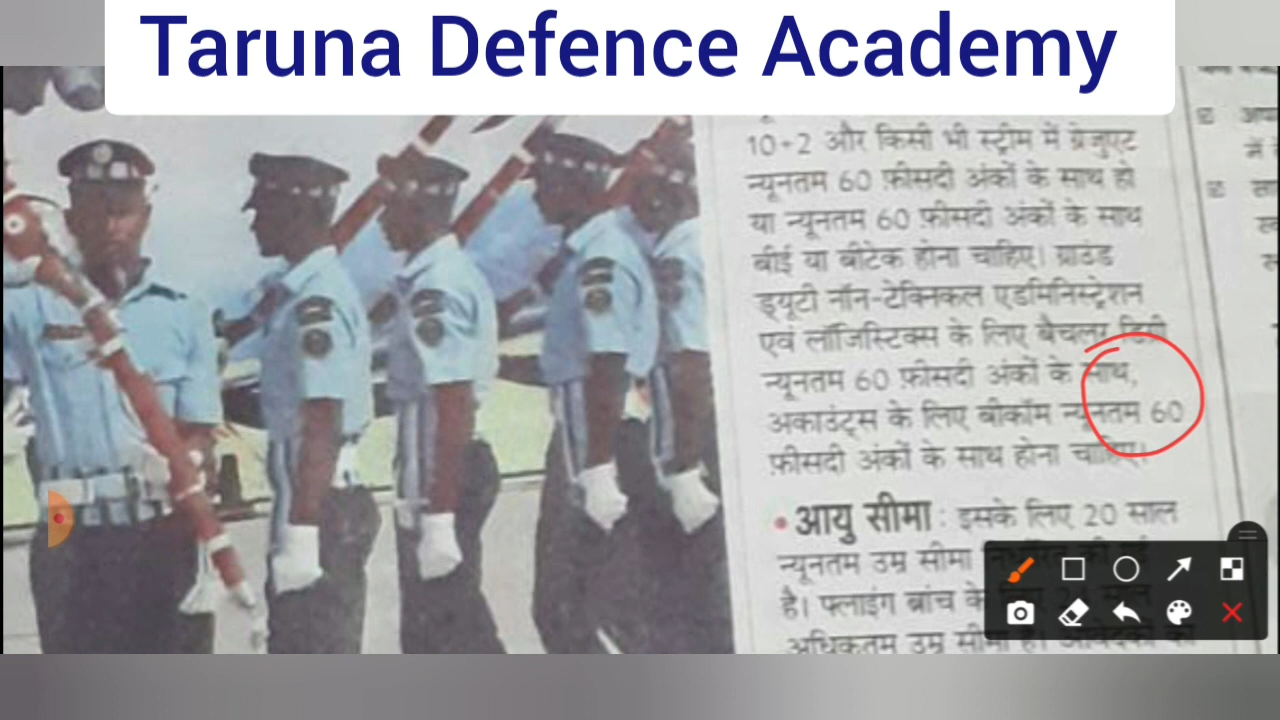 Taruna Defence Academy
10+2 और किसी भी स्ट्रीम में ग्रेजुएट
न्यूनतम 60 फ़ीसदी अंकों के साथ हो
या न्यूनतम 60 फ़ीसदी अंकों के साथ
बीई या बीटेक होना चाहिए। ग्राउंड
ड्यूटी नॉन-टेक्निकल एडमिनिस्ट्रेशन
एवं लॉजिस्टिक्स के लिए बैचलर डिग्री
न्यूनतम 60 फ़ीसदी अंकों के साथ,
अकाउंट्स के लिए बीकॉम न्यूनतम 60
फ़ीसदी अंकों के साथ होना चाहिए।
• आयु सीमा : इसके लिए 20 साल
न्यूनतम उम्र सीमा
है। फ्लाइंग ब्रांच के
अधिकतम उम्र सीमा है।